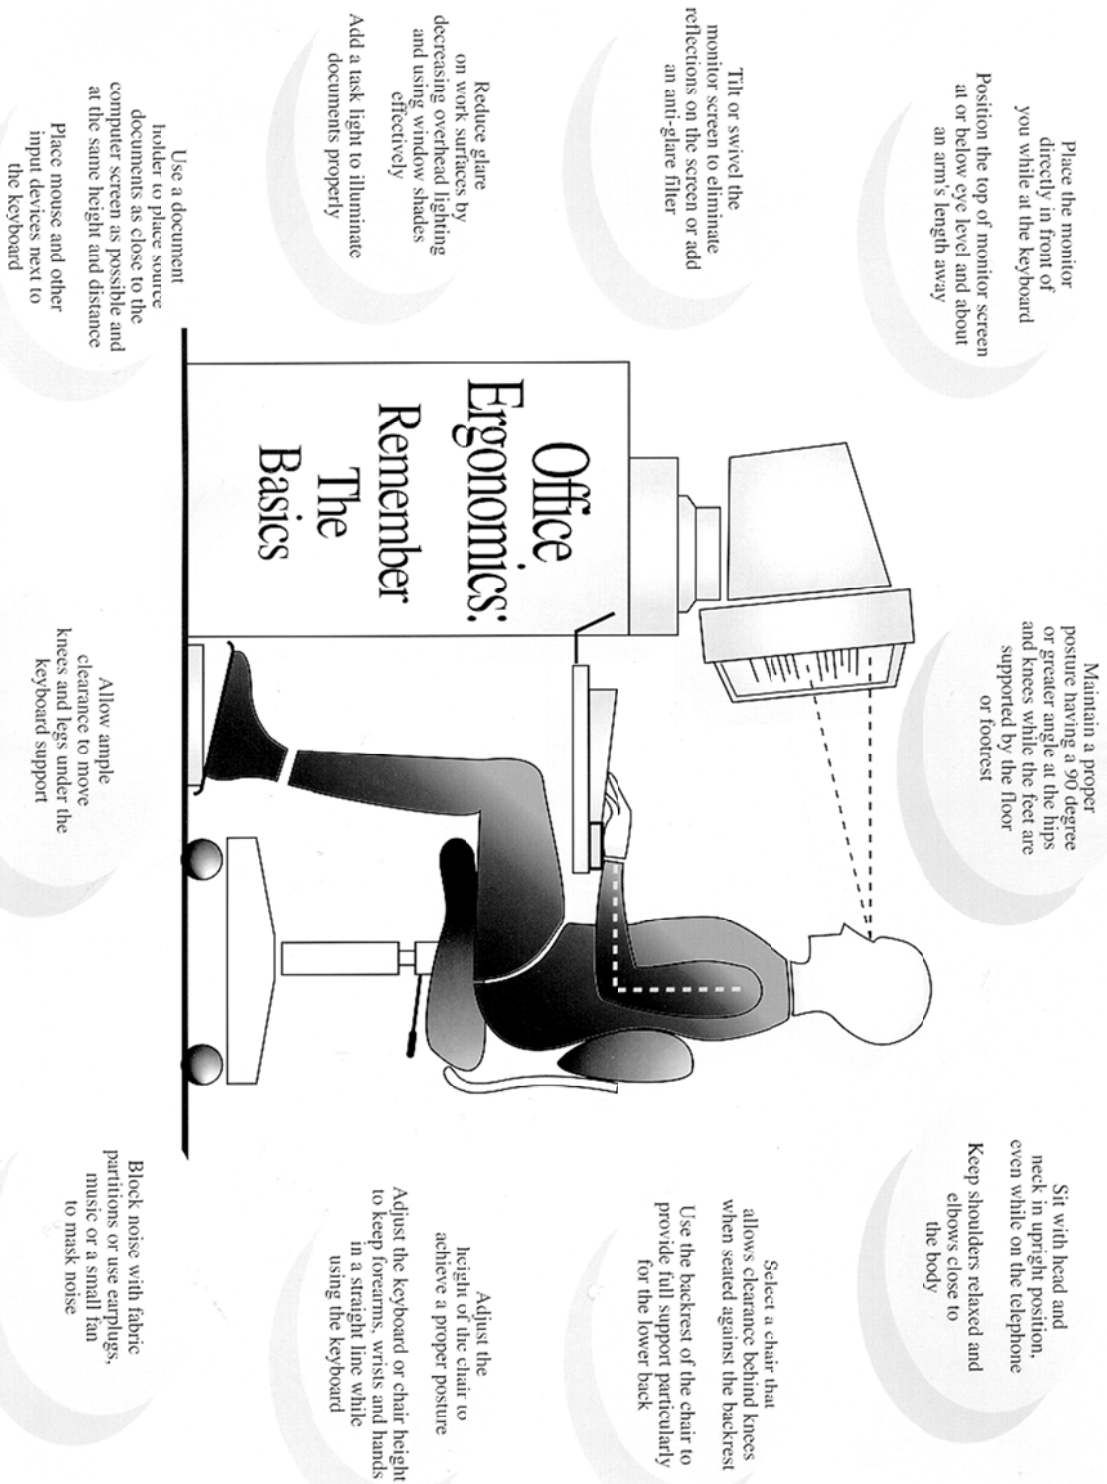 Place the monitor
directly in front of
you while at the keyboard
Position the top of monitor screen
at or below eye level and about
an arm's length away
Maintain a proper
posture having a 90 degree
or greater angle at the hips
and knees while the feet are
supported by the floor
or footrest
Sit with head and
neck in upright position,
even while on the telephone
Keep shoulders relaxed and
elbows close to
the body
Tilt or swivel the
monitor screen to eliminate
reflections on the screen or add
an anti-glare filter
Select a chair that
allows clearance behind knees
when seated against the backrest
Use the backrest of the chair to
provide full support particularly
for the lower back
Reduce glare
on work surfaces by
decreasing overhead lighting
and using window shades
effectively
Add a task light to illuminate
documents properly
Office
Ergonomics:
Remember
The
Basics
Adjust the
height of the chair to
achieve a proper posture
Adjust the keyboard or chair height
to keep forearms, wrists and hands
in a straight line while
using the keyboard
Use a document
holder to place source
documents as close to the
computer screen as possible and
at the same height and distance
Place mouse and other
input devices next to
the keyboard
Allow ample
clearance to move
knees and legs under the
keyboard support
Block noise with fabric
partitions or use earplugs,
music or a small fan
to mask noise